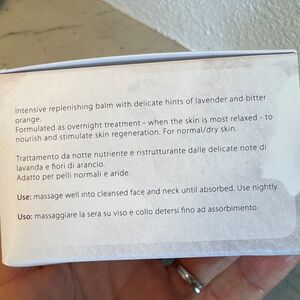 Intensive replenishing balm with delicate hints of lavender and bitter
orange.
Formulated as overnight treatment - when the skin is most relaxed - to
nourish and stimulate skin regeneration. For normal/dry skin.
Trattamento da notte nutriente e ristrutturante dalle delicate note di
lavanda e fiori di arancio.
Adatto per pelli normali e aride.
Use: massage well into cleansed face and neck until absorbed. Use nightly.
Uso: massaggiare la sera su viso e collo detersi fino ad assorbimento.